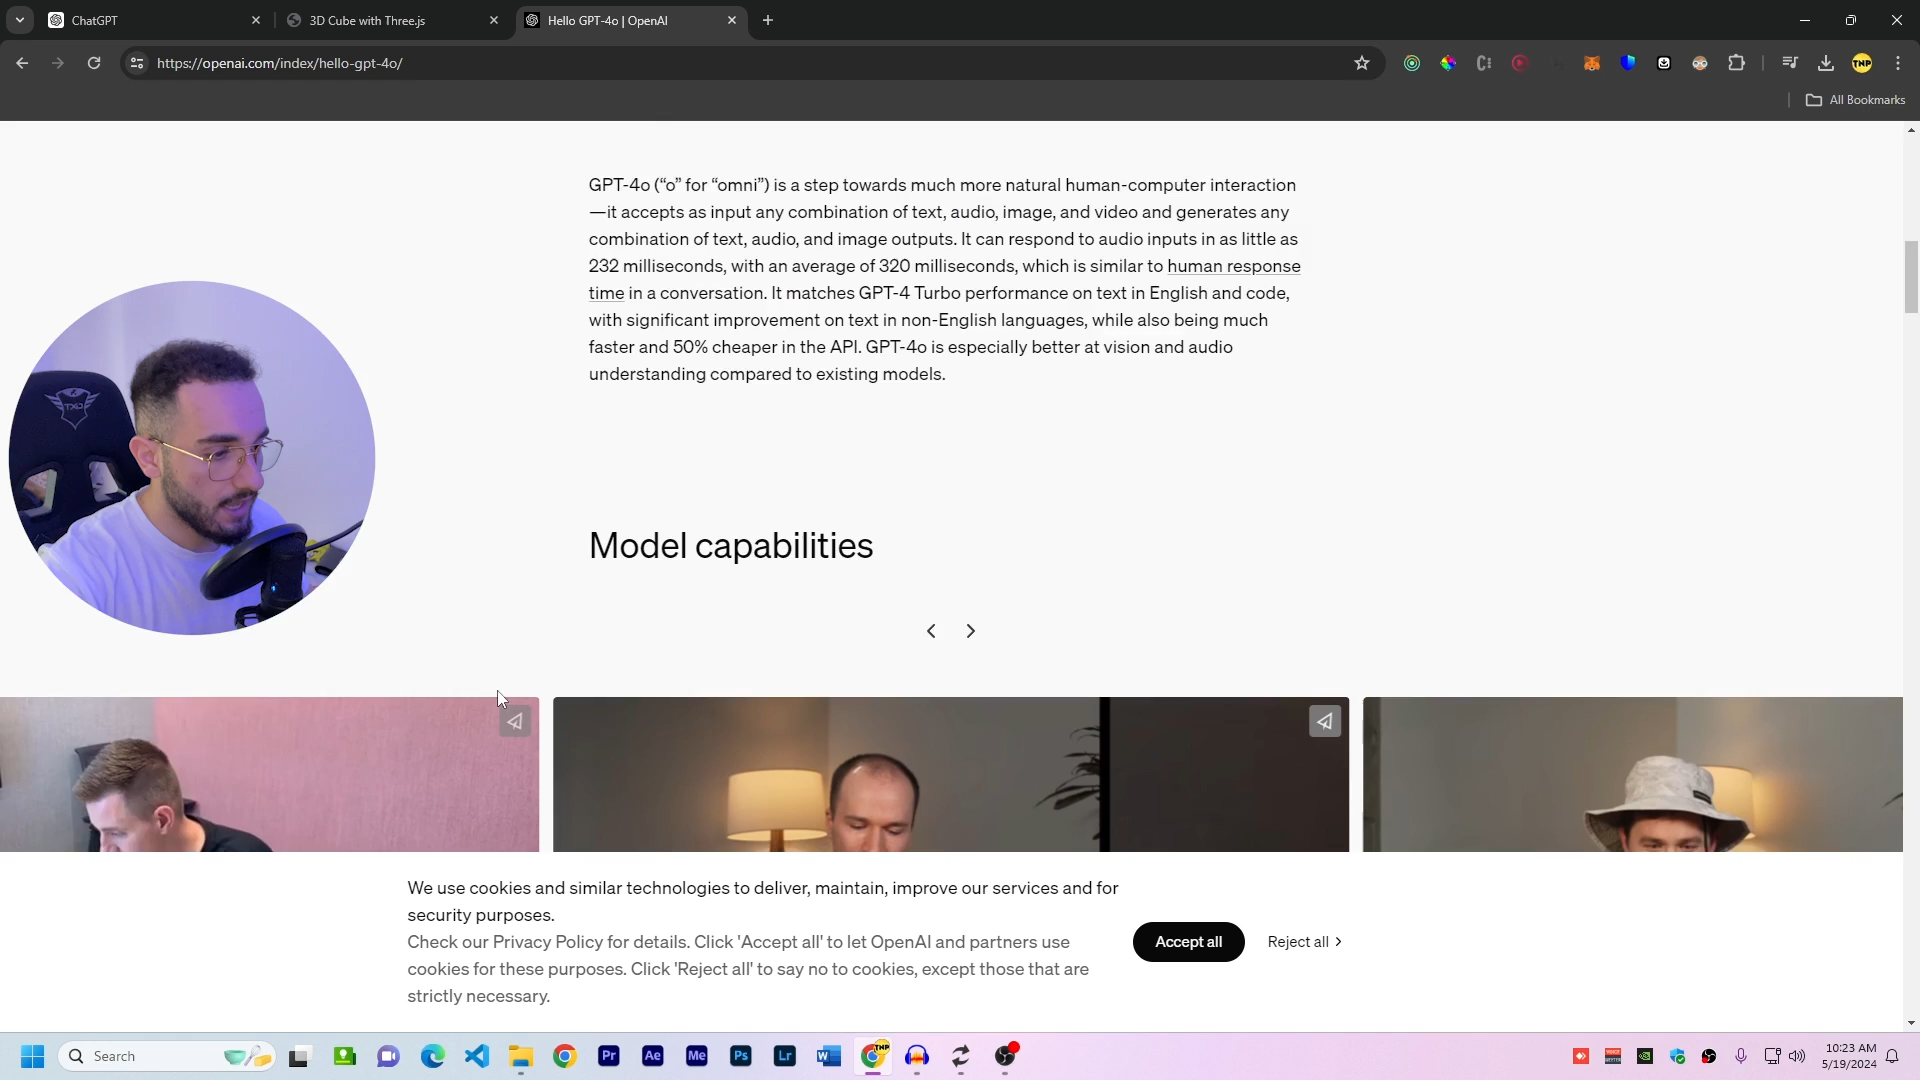 ChatGPT
3D Cube with Three.js
Hello GPT-4o | OpenAI
https://openai.com/index/hello-gpt-4o/
TNP
All Bookmarks
GPT-4o (“o” for “omni”) is a step towards much more natural human-computer interaction
—it accepts as input any combination of text, audio, image, and video and generates any
combination of text, audio, and image outputs. It can respond to audio inputs in as little as
232 milliseconds, with an average of 320 milliseconds, which is similar to human response
time in a conversation. It matches GPT-4 Turbo performance on text in English and code,
with significant improvement on text in non-English languages, while also being much
faster and 50% cheaper in the API. GPT-4o is especially better at vision and audio
understanding compared to existing models.
Model capabilities
We use cookies and similar technologies to deliver, maintain, improve our services and for
security purposes.
Check our Privacy Policy for details. Click 'Accept all' to let OpenAI and partners use
cookies for these purposes. Click 'Reject all' to say no to cookies, except those that are
strictly necessary.
Accept all
Reject all
Search
Pr
Ae
Me
Ps
Lr
TNP
10:23 AM
5/19/2024